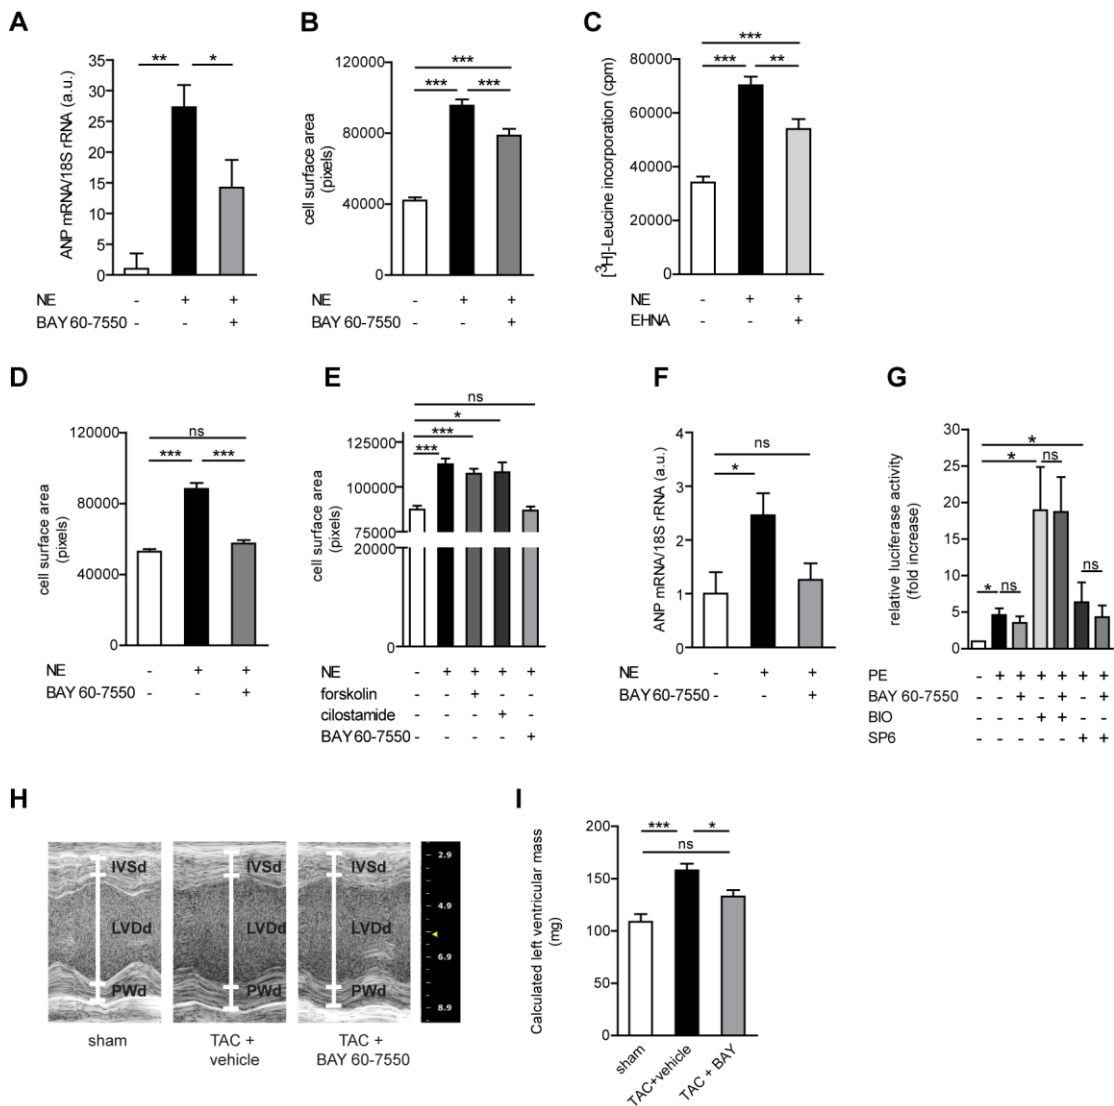 A
ANP mRNA/18S rRNA (a.u.)
35
30
25
20
15
10
5
0
** *
NE - + +
BAY 60-7550 - - +
B
cell surface area
(pixels)
120000
80000
40000
0
***
*** ***
NE - + +
BAY 60-7550 - - +
C
[3H]-Leucine incorporation (cpm)
80000
60000
40000
20000
0
***
*** **
NE - + +
EHNA - - +
D
cell surface area
(pixels)
120000
80000
40000
0
ns
*** ***
NE - + +
BAY 60-7550 - - +
E
cell surface area
(pixels)
125000
100000
75000
20000
0
ns
*
***
***
NE - + + + +
forskolin - - + - -
cilostamide - - - + -
BAY 60-7550 - - - - +
F
ANP mRNA/18S rRNA (a.u.)
4
3
2
1
0
ns
*
NE - + +
BAY 60-7550 - - +
G
relative luciferase activity
(fold increase)
30
25
20
15
10
5
0
*
* ns
* ns ns
PE - + + + + + +
BAY 60-7550 - - + - + - +
BIO - - - + + - -
SP6 - - - - - + +
H
IVSd IVSd IVSd
LVDd LVDd LVDd
PWd PWd PWd
2.9
4.9
6.9
8.9
sham
TAC +
vehicle
TAC +
BAY 60-7550
I
Calculated left ventricular mass
(mg)
200
150
100
50
0
*** *
ns
sham
TAC+vehicle
TAC + BAY